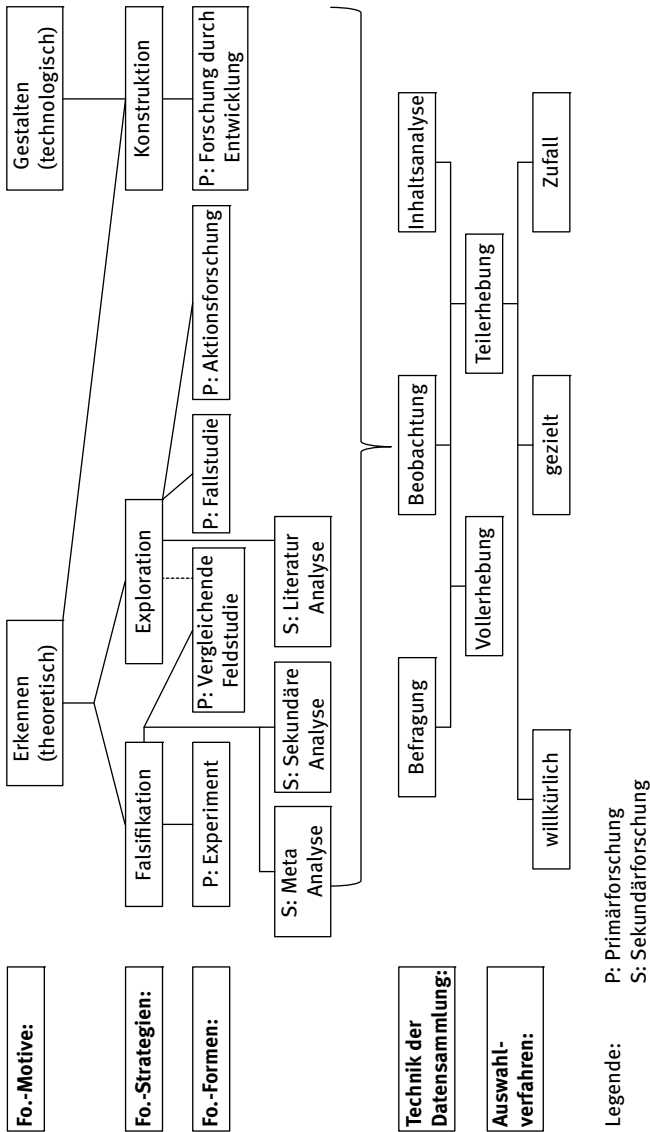 Fo.-Motive:
Erkennen
(theoretisch)
Gestalten
(technologisch)
Fo.-Strategien:
Falsifikation
Exploration
Konstruktion
Fo.-Formen:
P: Experiment
P: Vergleichende
Feldstudie
P: Fallstudie
P: Aktionsforschung
P: Forschung durch
Entwicklung
S: Meta
Analyse
S: Sekundäre
Analyse
S: Literatur
Analyse
Technik der
Datensammlung:
Befragung
Beobachtung
Inhaltsanalyse
Auswahl-
verfahren:
Vollerhebung
Teilerhebung
willkürlich
gezielt
Zufall
Legende:
P: Primärforschung
S: Sekundärforschung